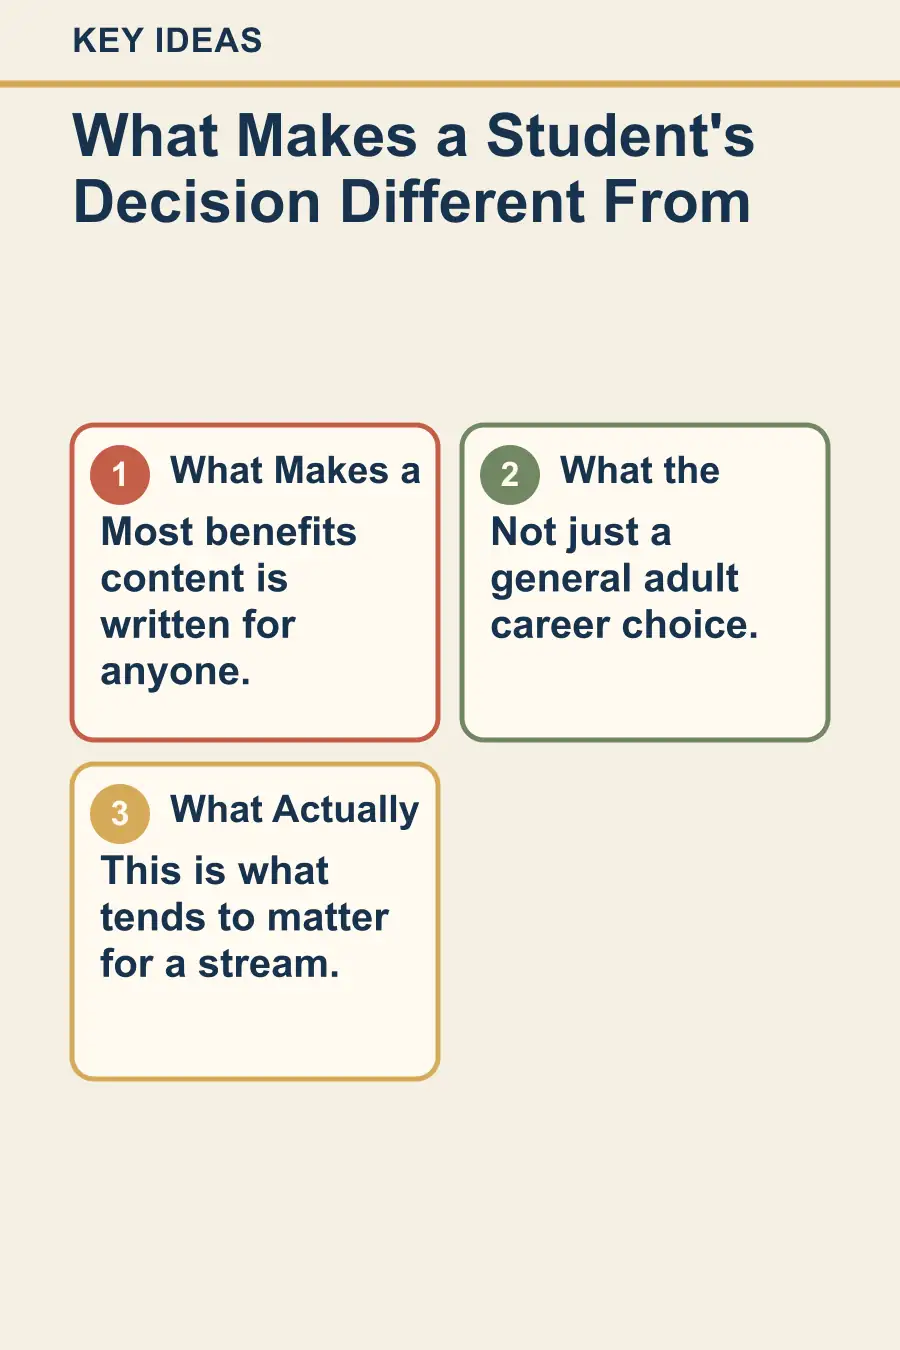 KEY IDEAS
What Makes a Student's
Decision Different From
1 What Makes a
Most benefits
content is
written for
anyone.
2 What the
Not just a
general adult
career choice.
3 What Actually
This is what
tends to matter
for a stream.